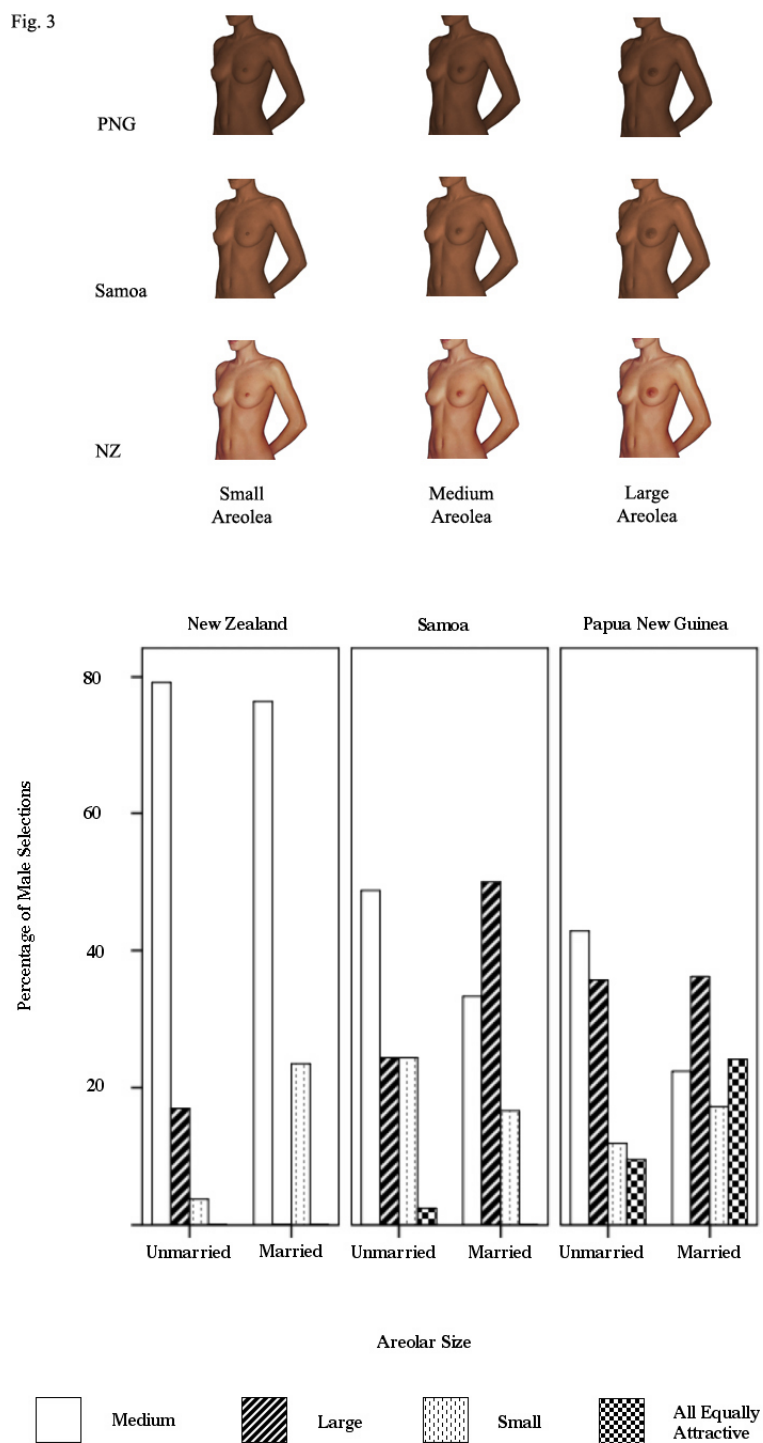 Fig. 3
PNG
Samoa
NZ
Small
Areolea
Medium
Areolea
Large
Areolea
New Zealand
Samoa
Papua New Guinea
Percentage of Male Selections
80
60
40
20
Unmarried
Married
Unmarried
Married
Unmarried
Married
Areolar Size
Medium
Large
Small
All Equally
Attractive